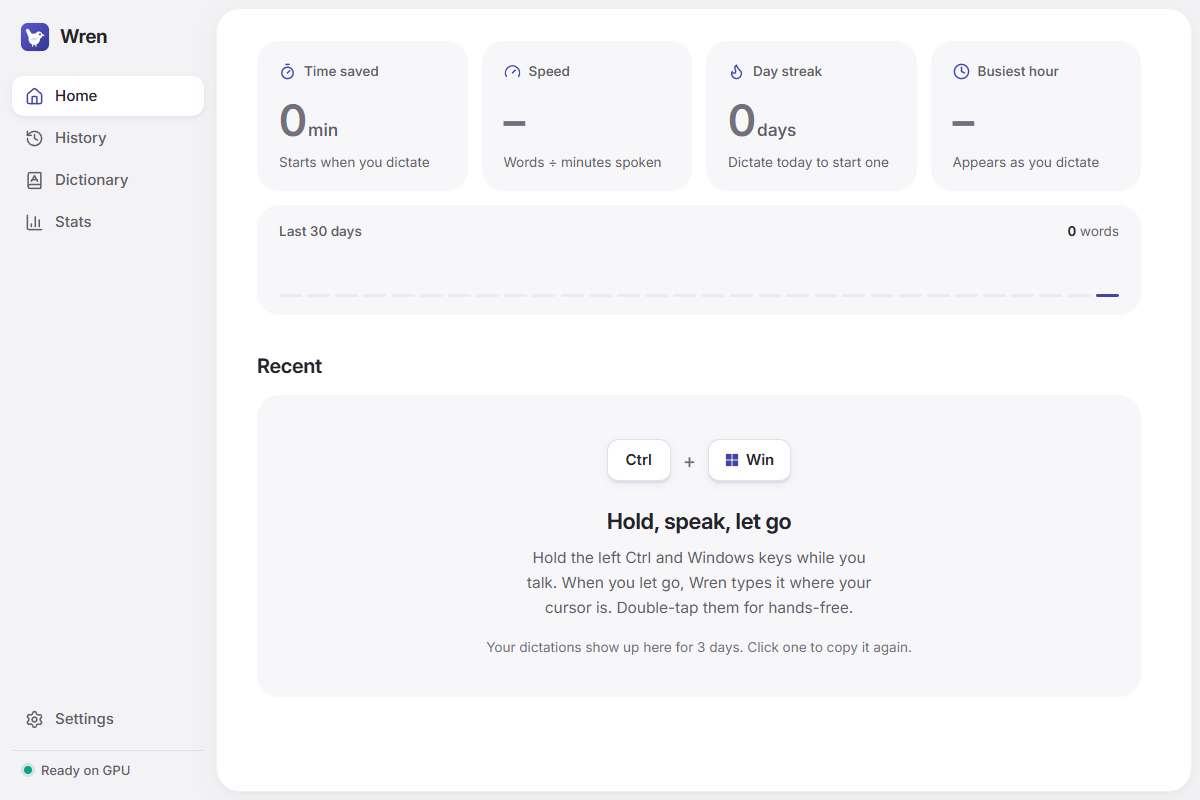 Wren
Home
History
Dictionary
Stats
Settings
Ready on GPU
Time saved
0 min
Starts when you dictate
Speed
–
Words ÷ minutes spoken
Day streak
0 days
Dictate today to start one
Busiest hour
–
Appears as you dictate
Last 30 days
0 words
Recent
Ctrl + Win
Hold, speak, let go
Hold the left Ctrl and Windows keys while you
talk. When you let go, Wren types it where your
cursor is. Double-tap them for hands-free.
Your dictations show up here for 3 days. Click one to copy it again.